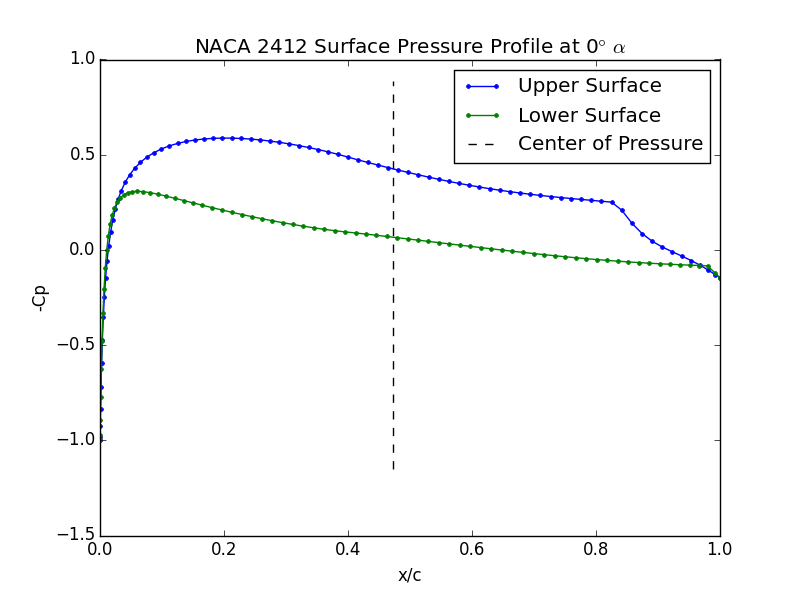 NACA 2412 Surface Pressure Profile at 0° α
1.0
0.5
0.0
−0.5
−1.0
−1.5
-Cp
Upper Surface
Lower Surface
Center of Pressure
0.0 0.2 0.4 0.6 0.8 1.0
x/c